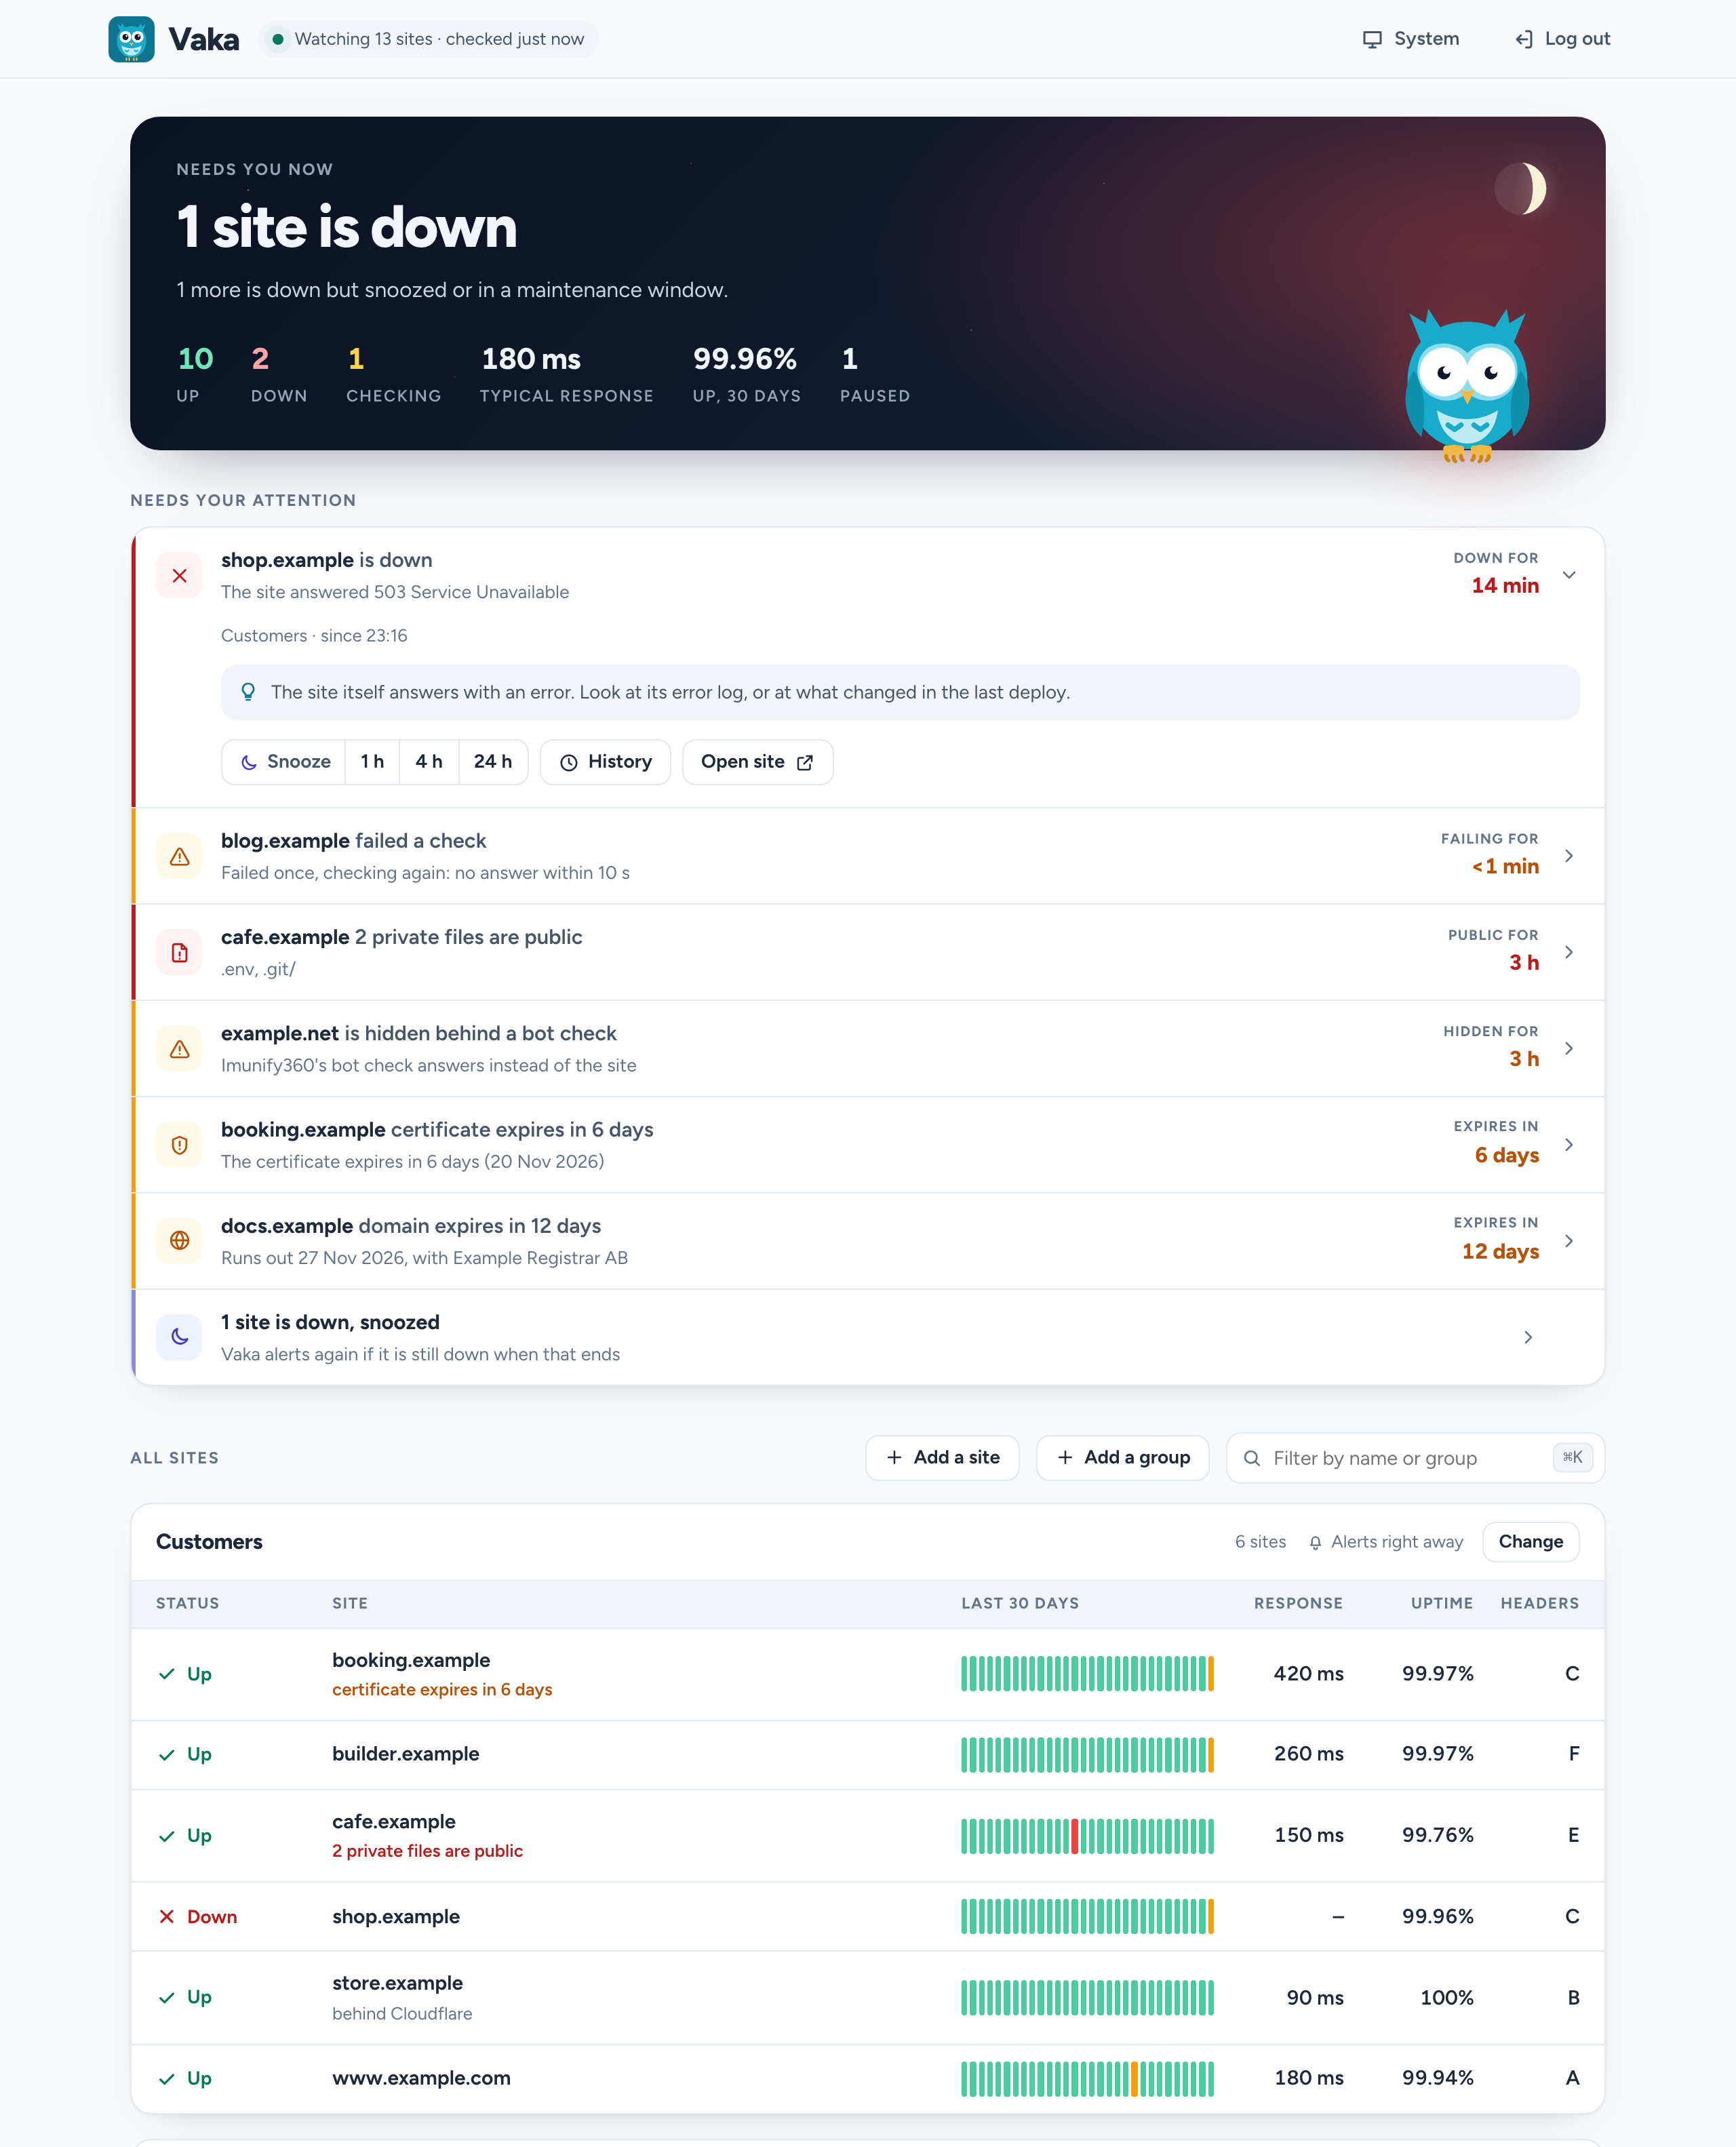 Vaka
Watching 13 sites · checked just now
System
Log out
NEEDS YOU NOW
1 site is down
1 more is down but snoozed or in a maintenance window.
10 2 1 180 ms 99.96% 1
UP DOWN CHECKING TYPICAL RESPONSE UP, 30 DAYS PAUSED
NEEDS YOUR ATTENTION
shop.example is down
The site answered 503 Service Unavailable
DOWN FOR
14 min
Customers · since 23:16
The site itself answers with an error. Look at its error log, or at what changed in the last deploy.
Snooze 1 h 4 h 24 h History Open site
blog.example failed a check
Failed once, checking again: no answer within 10 s
FAILING FOR
<1 min
cafe.example 2 private files are public
.env, .git/
PUBLIC FOR
3 h
example.net is hidden behind a bot check
Imunify360's bot check answers instead of the site
HIDDEN FOR
3 h
booking.example certificate expires in 6 days
The certificate expires in 6 days (20 Nov 2026)
EXPIRES IN
6 days
docs.example domain expires in 12 days
Runs out 27 Nov 2026, with Example Registrar AB
EXPIRES IN
12 days
1 site is down, snoozed
Vaka alerts again if it is still down when that ends
ALL SITES
Add a site
Add a group
Filter by name or group ⌘K
Customers
6 sites Alerts right away Change
STATUS SITE LAST 30 DAYS RESPONSE UPTIME HEADERS
Up booking.example 420 ms 99.97% C
certificate expires in 6 days
Up builder.example 260 ms 99.97% F
Up cafe.example 150 ms 99.76% E
2 private files are public
Down shop.example – 99.96% C
Up store.example 90 ms 100% B
behind Cloudflare
Up www.example.com 180 ms 99.94% A